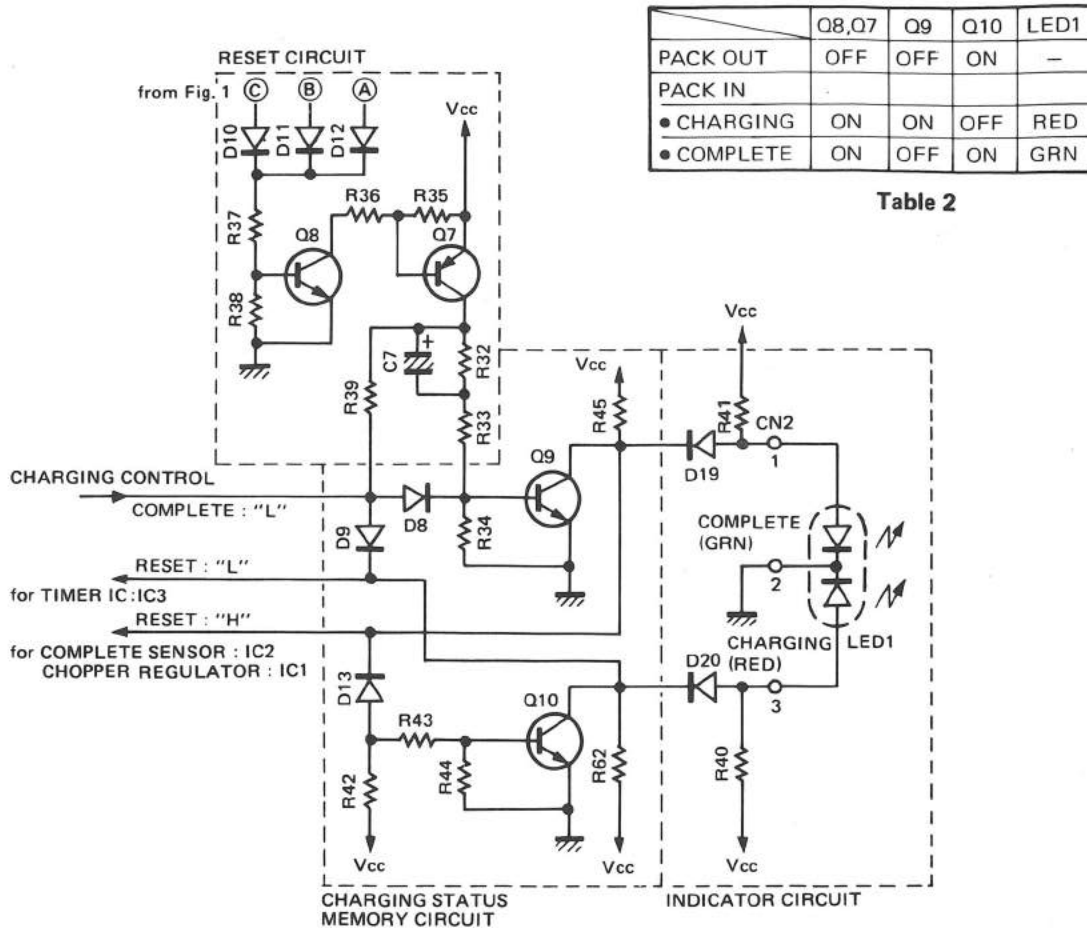 Q8,Q7 Q9 Q10 LED1
PACK OUT OFF OFF ON –
PACK IN
• CHARGING ON ON OFF RED
• COMPLETE ON OFF ON GRN
Table 2
RESET CIRCUIT
from Fig. 1 C B A
Vcc
D10 D11 D12
R36 R35
R37
Q8 Q7
R38
C7 +
R32
R39
R33
Vcc
R45
Vcc
R41
CN2
1
D19
Q9
CHARGING CONTROL
COMPLETE : "L"
D8
D9
R34
COMPLETE
(GRN)
2
RESET : "L"
for TIMER IC:IC3
RESET : "H"
for COMPLETE SENSOR : IC2
CHOPPER REGULATOR : IC1
CHARGING
(RED)
LED1
D20
3
D13
Q10
R43
R44
R42
R62
R40
Vcc
Vcc
Vcc
CHARGING STATUS
MEMORY CIRCUIT
INDICATOR CIRCUIT